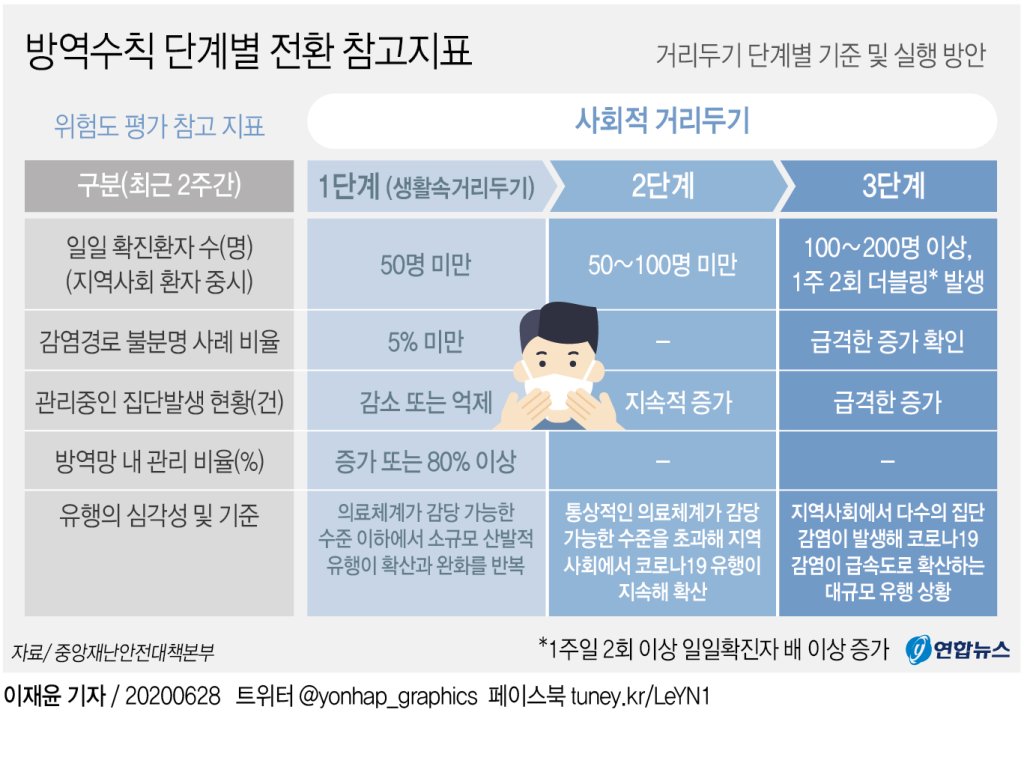 방역수칙 단계별 전환 참고지표
거리두기 단계별 기준 및 실행 방안
위험도 평가 참고 지표
사회적 거리두기
구분(최근 2주간)
1단계 (생활속거리두기)
2단계
3단계
일일 확진환자 수(명)
(지역사회 환자 중시)
50명 미만
50～100명 미만
100～200명 이상,
1주 2회 더블링* 발생
감염경로 불분명 사례 비율
5% 미만
–
급격한 증가 확인
관리중인 집단발생 현황(건)
감소 또는 억제
지속적 증가
급격한 증가
방역망 내 관리 비율(%)
증가 또는 80% 이상
–
–
유행의 심각성 및 기준
의료체계가 감당 가능한
수준 이하에서 소규모 산발적
유행이 확산과 완화를 반복
통상적인 의료체계가 감당
가능한 수준을 초과해 지역
사회에서 코로나19 유행이
지속해 확산
지역사회에서 다수의 집단
감염이 발생해 코로나19
감염이 급속도로 확산하는
대규모 유행 상황
자료/ 중앙재난안전대책본부
*1주일 2회 이상 일일확진자 배 이상 증가
연합뉴스
이재윤 기자 / 20200628 트위터 @yonhap_graphics 페이스북 tuney.kr/LeYN1